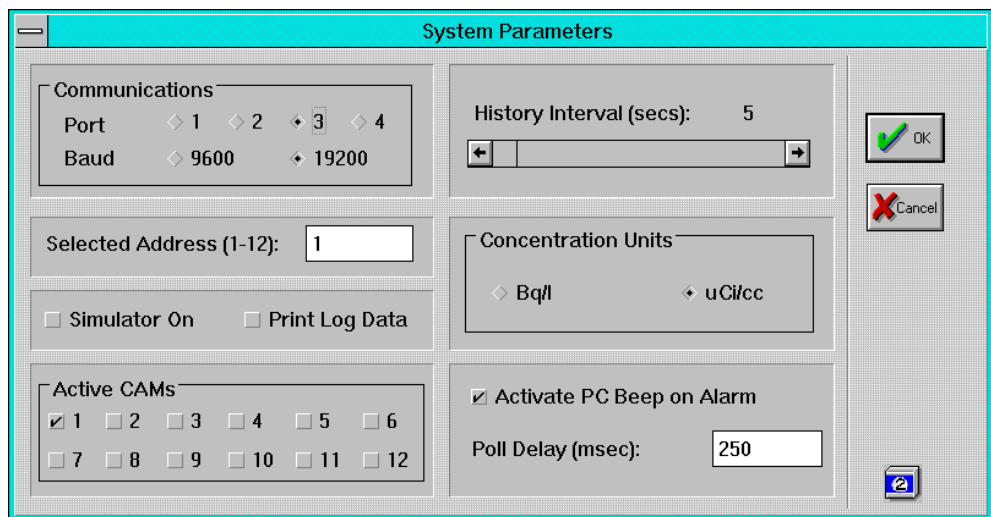 System Parameters
Communications
Port 1 2 3 4
Baud 9600 19200
History Interval (secs): 5
OK
Cancel
Selected Address (1-12): 1
Concentration Units
Bq/l uCi/cc
Simulator On Print Log Data
Active CAMs
1 2 3 4 5 6
7 8 9 10 11 12
Activate PC Beep on Alarm
Poll Delay (msec): 250
2